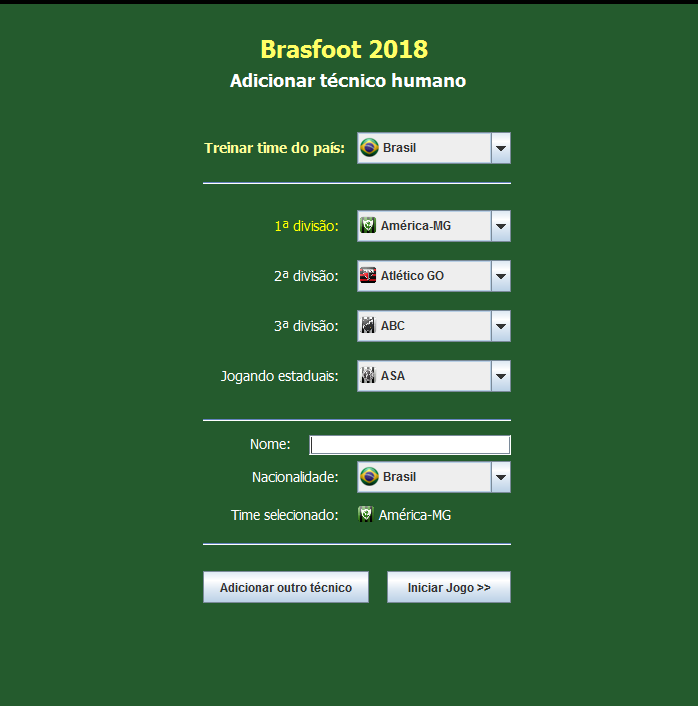 Brasfoot 2018
Adicionar técnico humano
Treinar time do país: Brasil
1ª divisão: América-MG
2ª divisão: Atlético GO
3ª divisão: ABC
Jogando estaduais: ASA
Nome:
Nacionalidade: Brasil
Time selecionado: América-MG
Adicionar outro técnico Iniciar Jogo >>